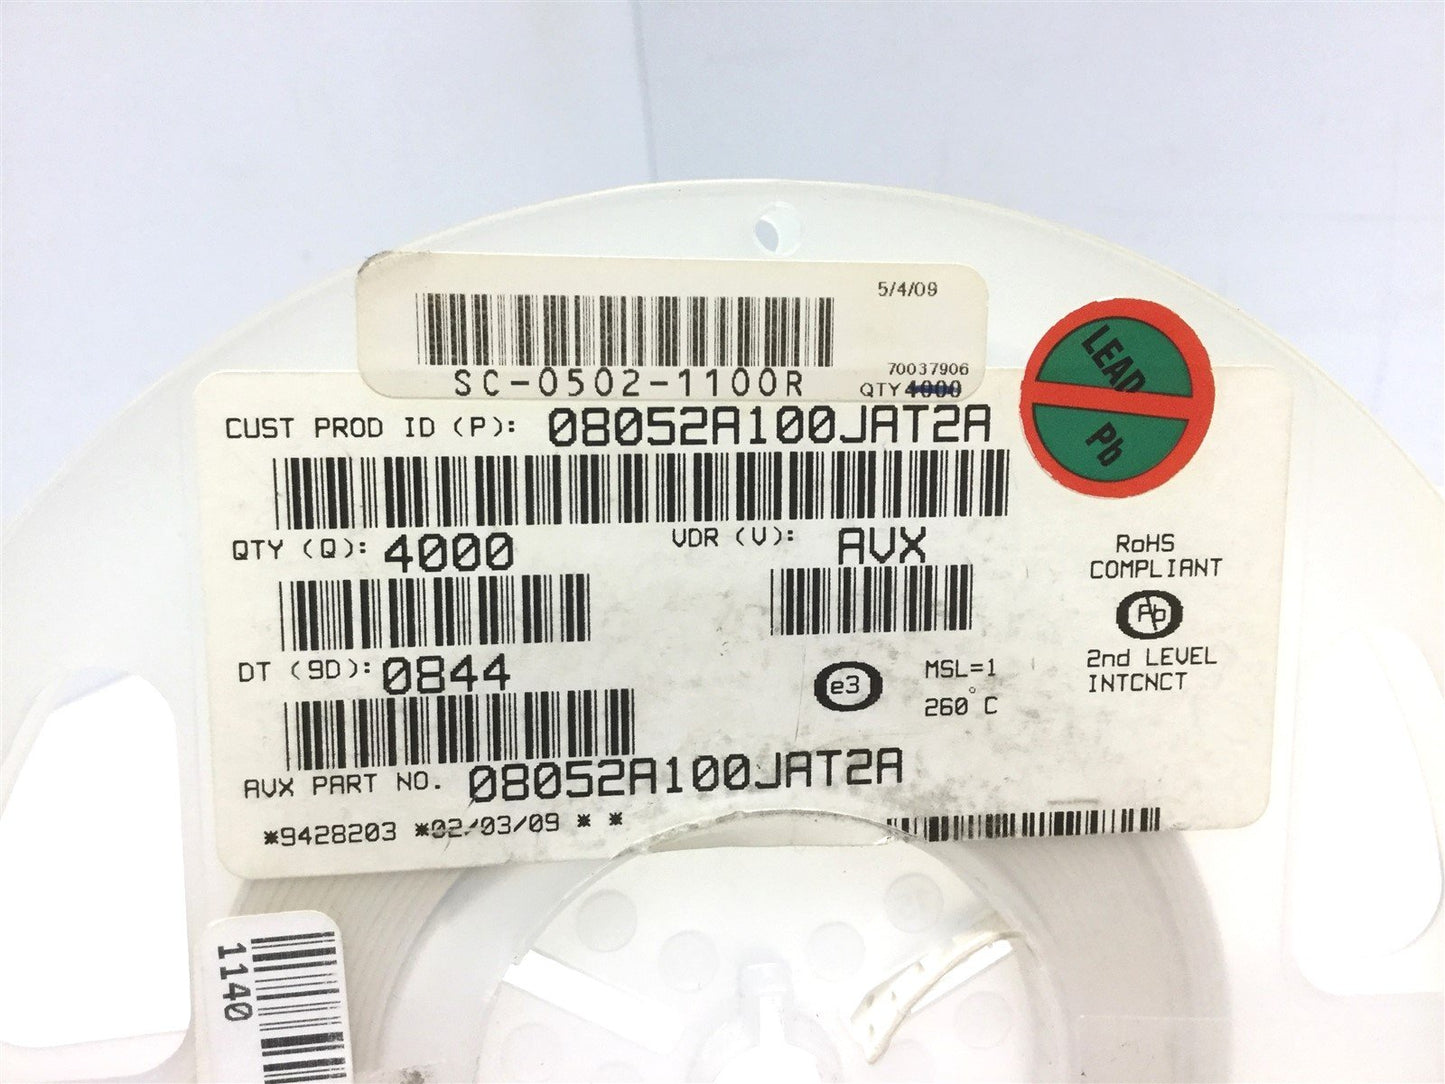 5/4/09
70037906
SC-0502-1100R
QTY 4000
LEAD
Pb
CUST PROD ID (P): 08052A100JAT2A
QTY (Q): 4000
VDR (V): AVX
RoHS
COMPLIANT
Pb
2nd LEVEL
INTCNCT
DT (9D): 0844
e3
MSL=1
260°C
AVX PART NO. 08052A100JAT2A
*9428203 *02/03/09 * *
1140